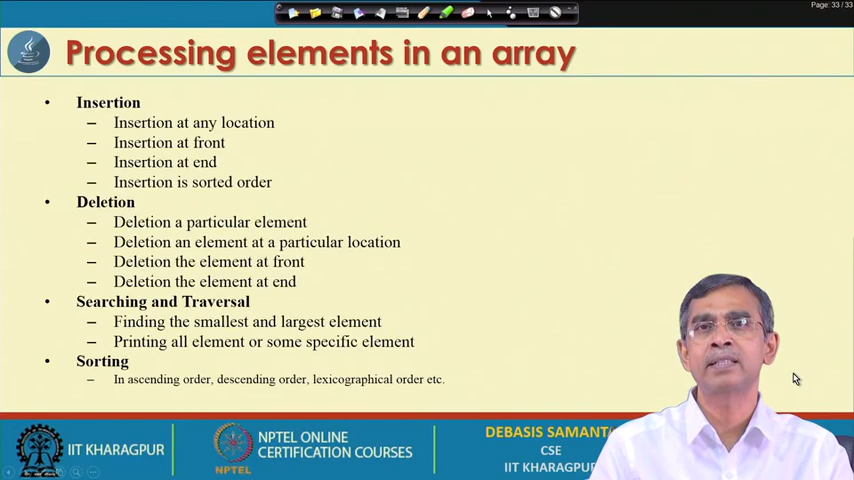 Page: 33 / 33
Processing elements in an array
• Insertion
– Insertion at any location
– Insertion at front
– Insertion at end
– Insertion is sorted order
• Deletion
– Deletion a particular element
– Deletion an element at a particular location
– Deletion the element at front
– Deletion the element at end
• Searching and Traversal
– Finding the smallest and largest element
– Printing all element or some specific element
• Sorting
– In ascending order, descending order, lexicographical order etc.
IIT KHARAGPUR
NPTEL
NPTEL ONLINE
CERTIFICATION COURSES
DEBASIS SAMANT
CSE
IIT KHARAGPUR